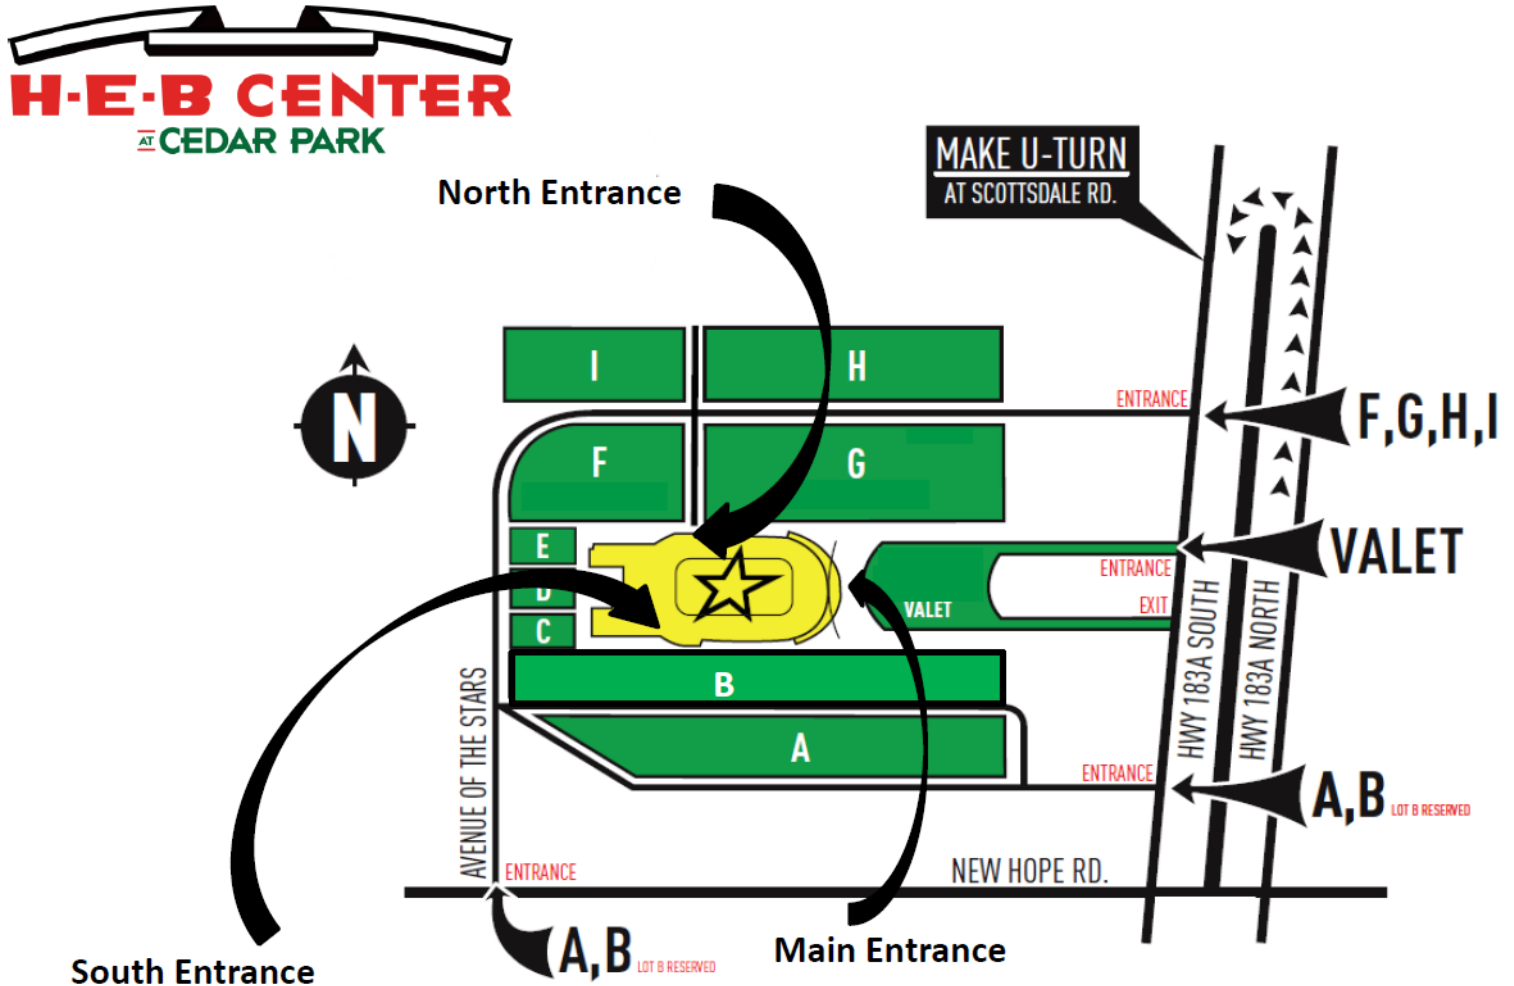 H-E-B CENTER
AT CEDAR PARK
North Entrance
MAKE U-TURN
AT SCOTTSDALE RD.
N
I
H
ENTRANCE
F,G,H,I
F
G
E
VALET
ENTRANCE
D
VALET
EXIT
C
HWY 183A SOUTH
HWY 183A NORTH
B
AVENUE OF THE STARS
A
ENTRANCE
A,B LOT B RESERVED
ENTRANCE
NEW HOPE RD.
A,B LOT B RESERVED
Main Entrance
South Entrance